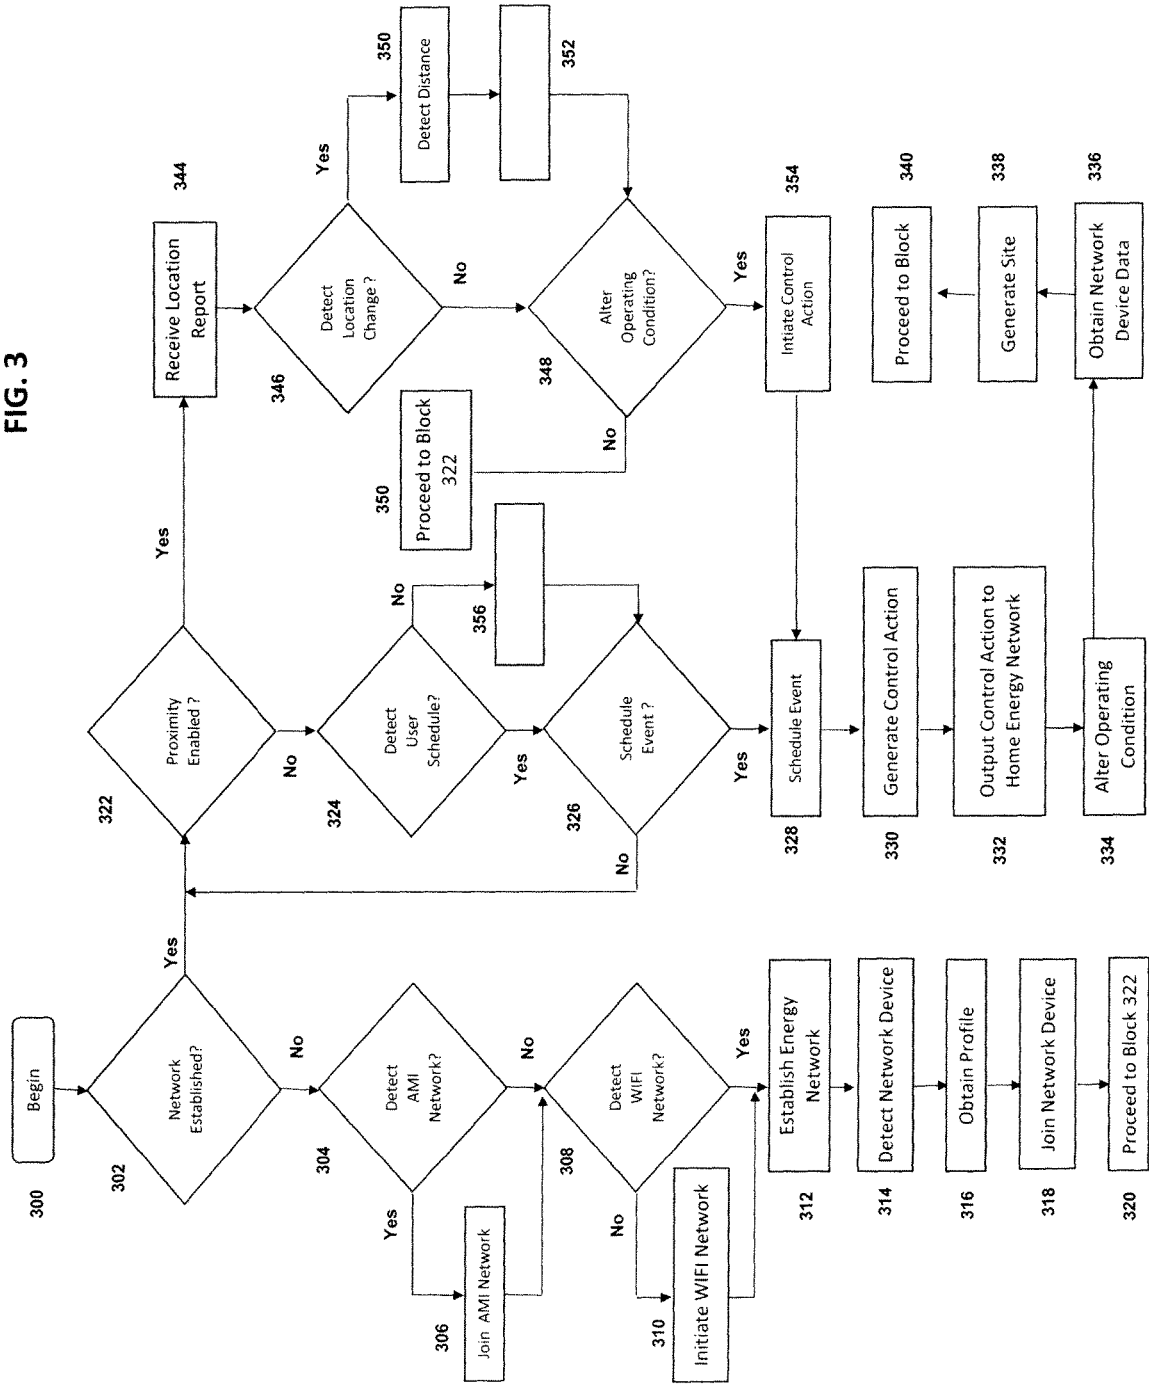 FIG. 3
300
Begin
302
Network
Established?
Yes
No
304
Detect
AMI
Network?
Yes
No
306
Join AMI Network
308
Detect
WIFI
Network?
No
Yes
310
Initiate WIFI Network
312
Establish Energy
Network
314
Detect Network Device
316
Obtain Profile
318
Join Network Device
320
Proceed to Block 322
322
Proximity
Enabled ?
Yes
No
324
Detect
User
Schedule?
No
Yes
356
326
Schedule
Event ?
No
Yes
328
Schedule Event
330
Generate Control Action
332
Output Control Action to
Home Energy Network
334
Alter Operating
Condition
344
Receive Location
Report
346
Detect
Location
Change ?
Yes
No
350
Detect Distance
352
348
Alter
Operating
Condition?
No
Yes
350
Proceed to Block
322
354
Intiate Control
Action
340
Proceed to Block
338
Generate Site
336
Obtain Network
Device Data